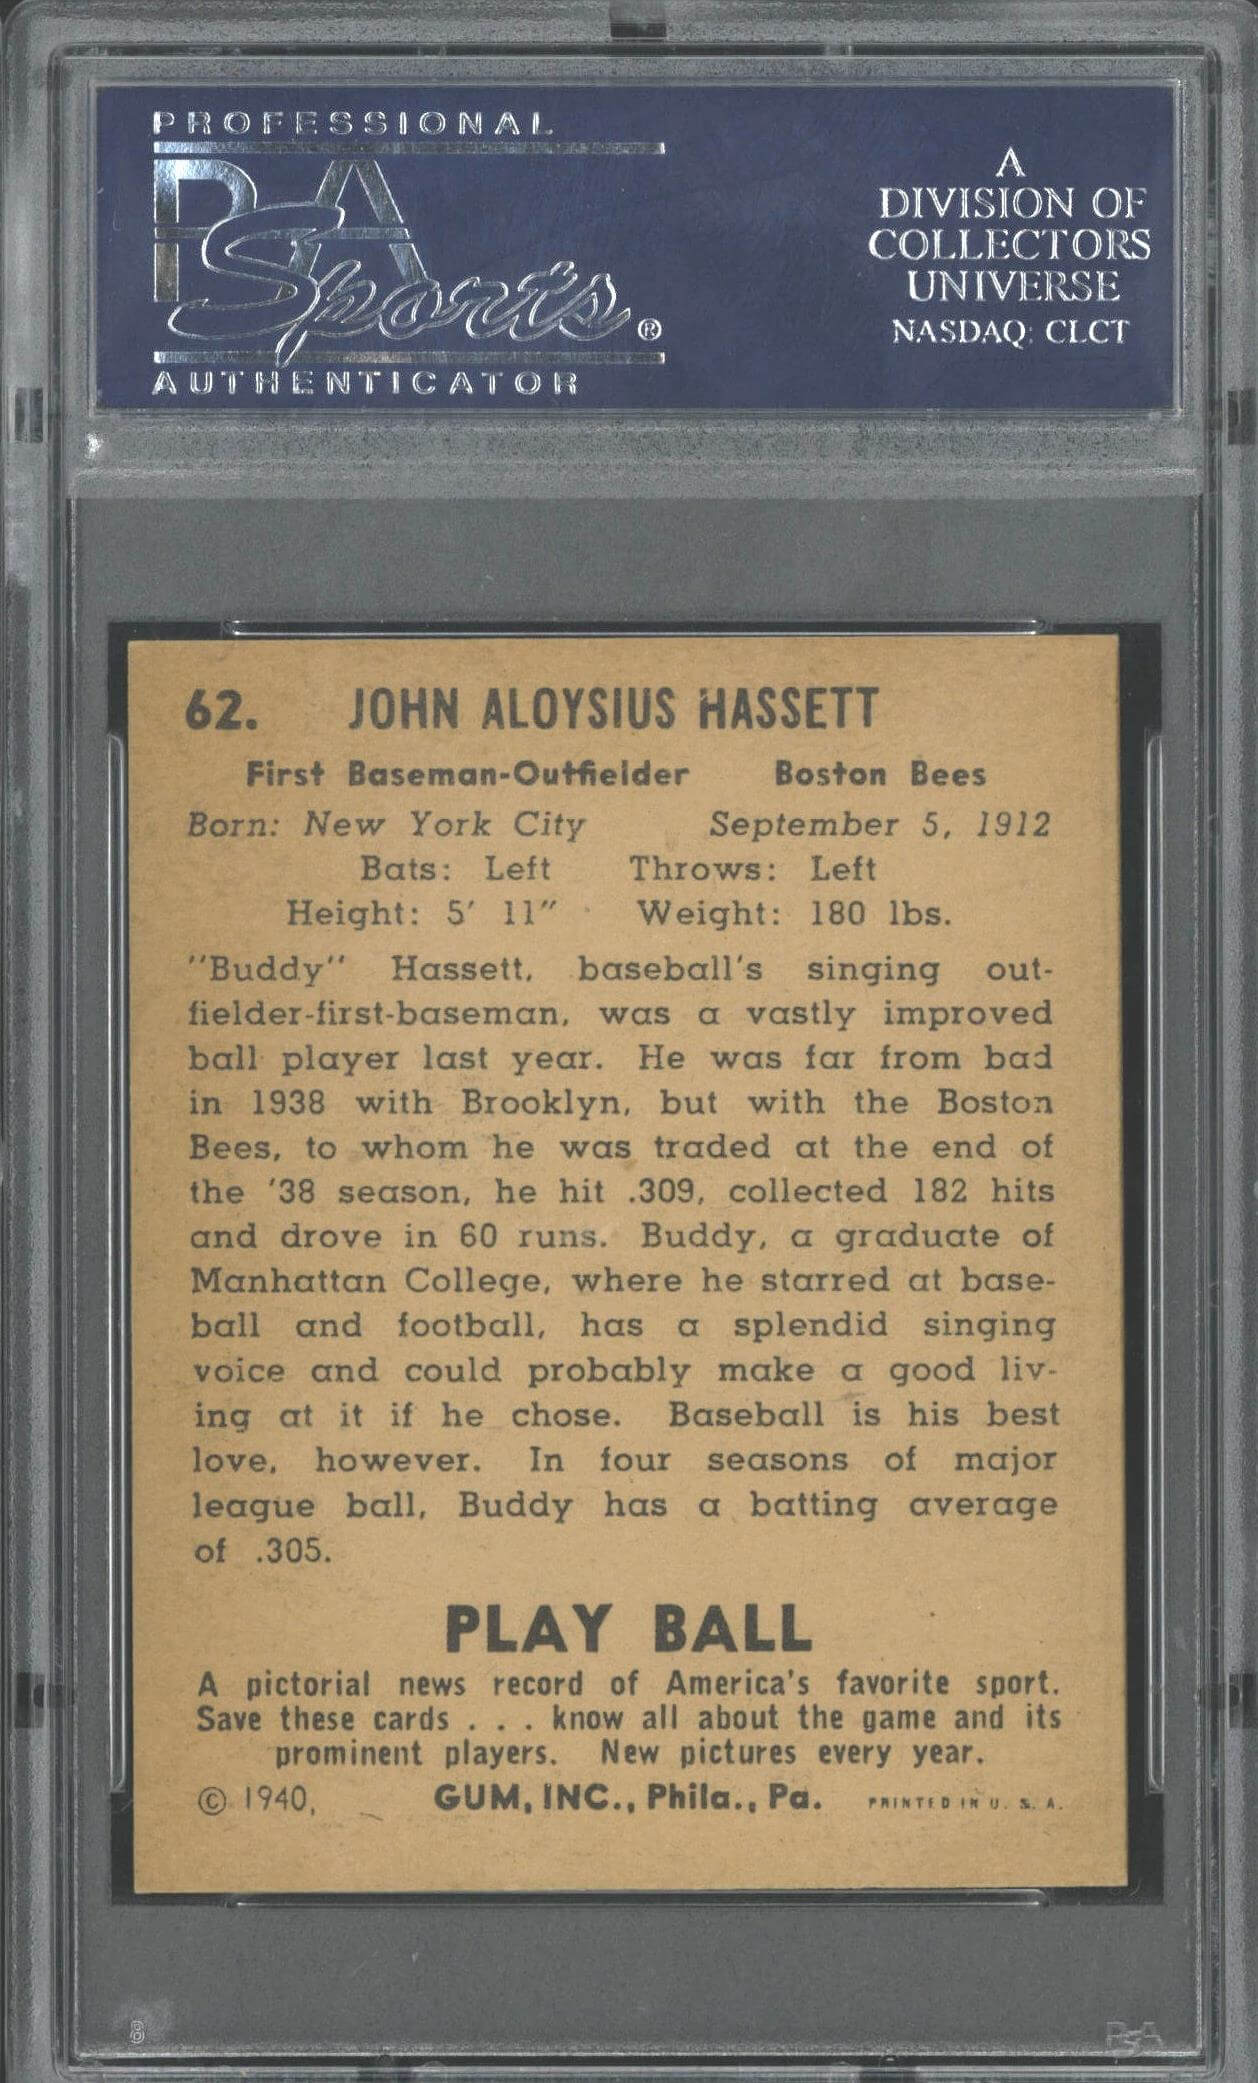 PROFESSIONAL
PSA
Sports ®
AUTHENTICATOR
A
DIVISION OF
COLLECTORS
UNIVERSE
NASDAQ: CLCT
62. JOHN ALOYSIUS HASSETT
First Baseman-Outfielder Boston Bees
Born: New York City September 5, 1912
Bats: Left Throws: Left
Height: 5′ 11″ Weight: 180 lbs.
"Buddy" Hassett, baseball's singing out-
fielder-first-baseman, was a vastly improved
ball player last year. He was far from bad
in 1938 with Brooklyn, but with the Boston
Bees, to whom he was traded at the end of
the '38 season, he hit .309, collected 182 hits
and drove in 60 runs. Buddy, a graduate of
Manhattan College, where he starred at base-
ball and football, has a splendid singing
voice and could probably make a good liv-
ing at it if he chose. Baseball is his best
love, however. In four seasons of major
league ball, Buddy has a batting average
of .305.
PLAY BALL
A pictorial news record of America's favorite sport.
Save these cards . . . know all about the game and its
prominent players. New pictures every year.
© 1940, GUM, INC., Phila., Pa. PRINTED IN U. S. A.
8 PSA